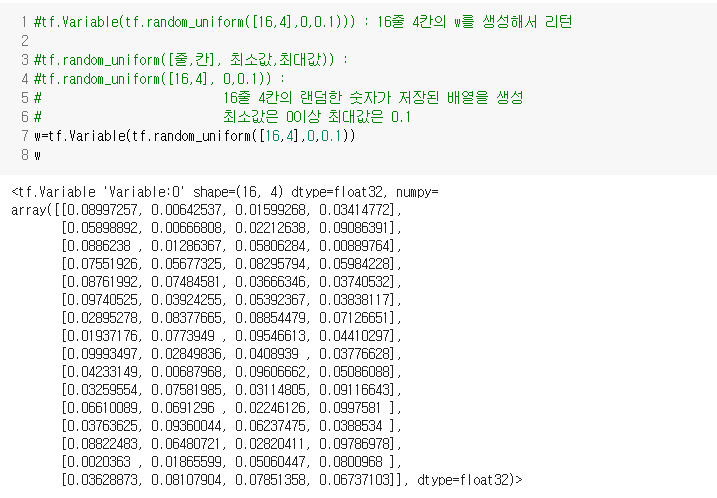 1 #tf.Variable(tf.random_uniform([16,4],0,0.1))) : 16줄 4칸의 w를 생성해서 리턴
2
3 #tf.random_uniform([줄,칸], 최소값,최대값)) :
4 #tf.random_uniform([16,4], 0,0.1)) :
5 # 16줄 4칸의 랜덤한 숫자가 저장된 배열을 생성
6 # 최소값은 0이상 최대값은 0.1
7 w=tf.Variable(tf.random_uniform([16,4],0,0.1))
8 w
<tf.Variable 'Variable:0' shape=(16, 4) dtype=float32, numpy=
array([[0.08997257, 0.00642537, 0.01599268, 0.03414772],
[0.05898892, 0.00666808, 0.02212638, 0.09086391],
[0.0886238 , 0.01286367, 0.05806284, 0.00889764],
[0.07551926, 0.05677325, 0.08295794, 0.05984228],
[0.08761992, 0.07484581, 0.03666346, 0.03740532],
[0.09740525, 0.03924255, 0.05392367, 0.03838117],
[0.02895278, 0.08377665, 0.08854479, 0.07126651],
[0.01937176, 0.0773949 , 0.09546613, 0.04410297],
[0.09993497, 0.02849836, 0.0408939 , 0.03776628],
[0.04233149, 0.00687968, 0.09606662, 0.05086088],
[0.03259554, 0.07581985, 0.03114805, 0.09116643],
[0.06610089, 0.0691296 , 0.02246126, 0.0997581 ],
[0.03763625, 0.09360044, 0.06237475, 0.0388534 ],
[0.08822483, 0.06480721, 0.02820411, 0.09786978],
[0.0020363 , 0.01865599, 0.05060447, 0.0800968 ],
[0.03628873, 0.08107904, 0.07851358, 0.06737103]], dtype=float32)>